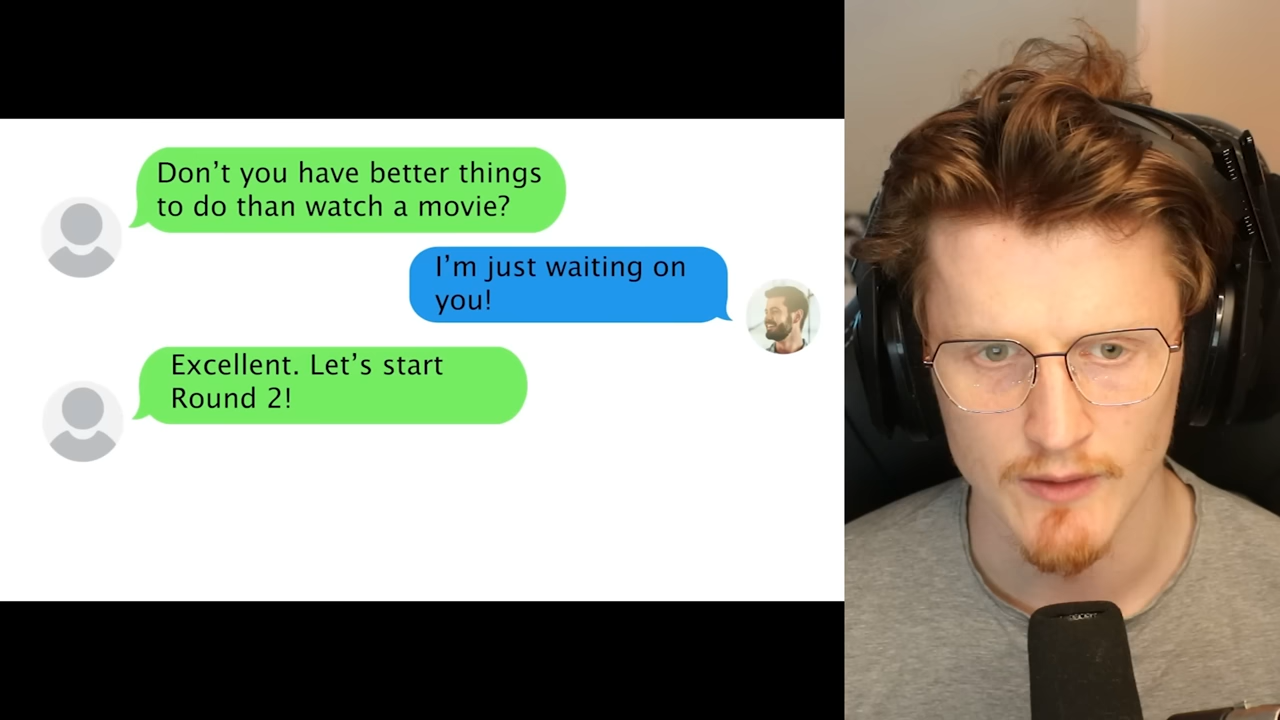 Don’t you have better things
to do than watch a movie?
I’m just waiting on
you!
Excellent. Let’s start
Round 2!